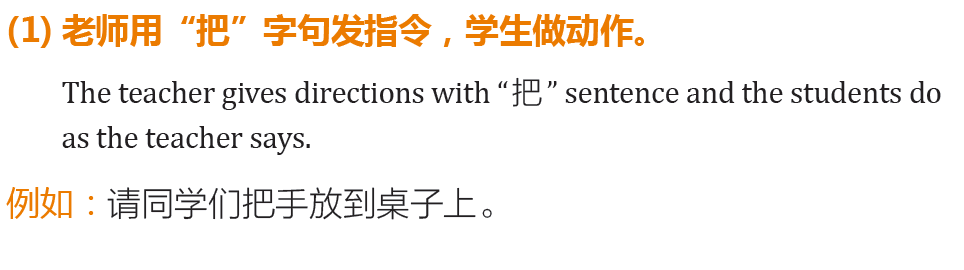 (1) 老师用“把”字句发指令，学生做动作。
The teacher gives directions with “把” sentence and the students do
as the teacher says.
例如：请同学们把手放到桌子上。